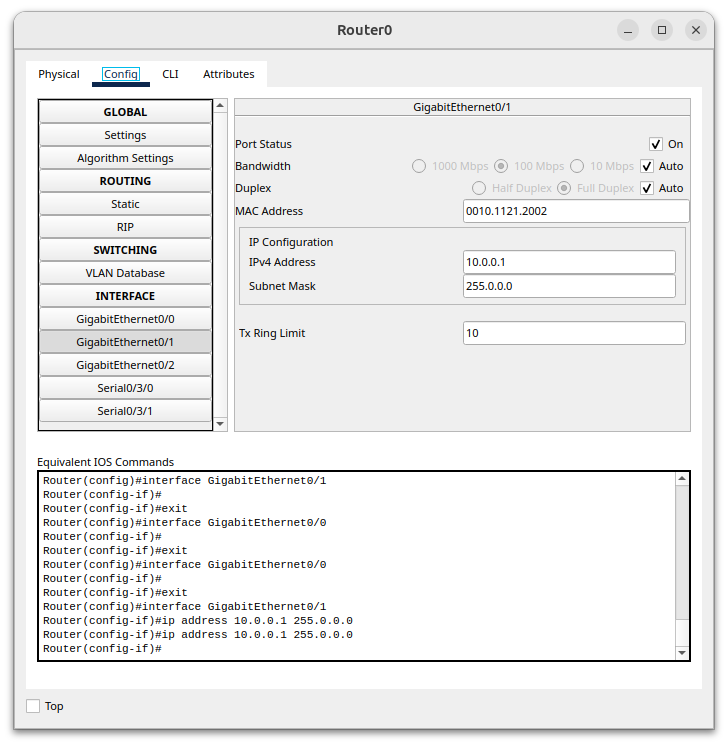 Router0
Physical Config CLI Attributes
GLOBAL
Settings
Algorithm Settings
ROUTING
Static
RIP
SWITCHING
VLAN Database
INTERFACE
GigabitEthernet0/0
GigabitEthernet0/1
GigabitEthernet0/2
Serial0/3/0
Serial0/3/1
GigabitEthernet0/1
Port Status On
Bandwidth 1000 Mbps 100 Mbps 10 Mbps Auto
Duplex Half Duplex Full Duplex Auto
MAC Address 0010.1121.2002
IP Configuration
IPv4 Address 10.0.0.1
Subnet Mask 255.0.0.0
Tx Ring Limit 10
Equivalent IOS Commands
Router(config)#interface GigabitEthernet0/1
Router(config-if)#
Router(config-if)#exit
Router(config)#interface GigabitEthernet0/0
Router(config-if)#
Router(config-if)#exit
Router(config)#interface GigabitEthernet0/0
Router(config-if)#
Router(config-if)#exit
Router(config)#interface GigabitEthernet0/1
Router(config-if)#ip address 10.0.0.1 255.0.0.0
Router(config-if)#ip address 10.0.0.1 255.0.0.0
Router(config-if)#
Top